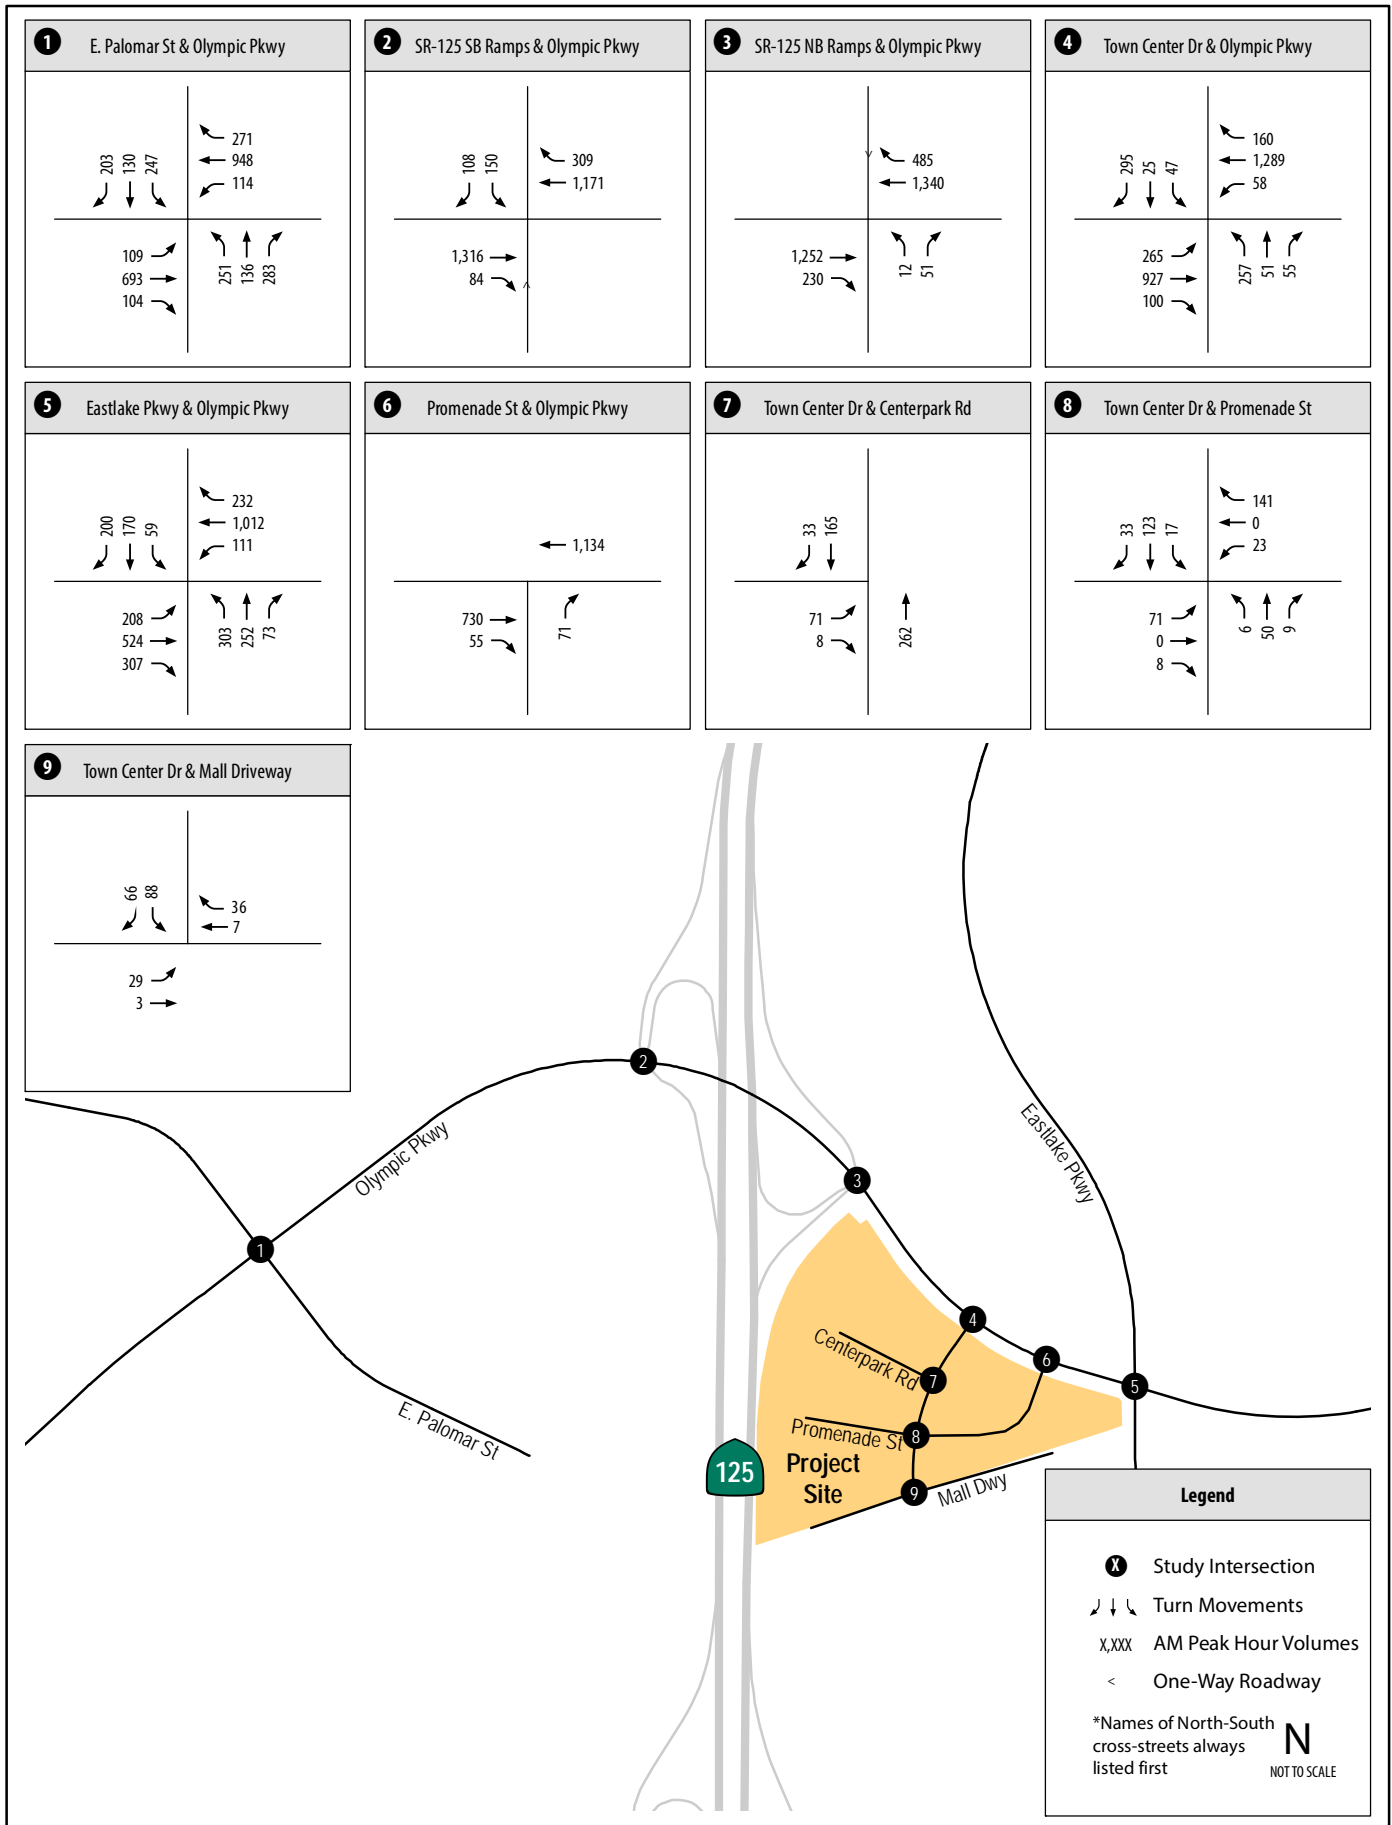 1 E. Palomar St & Olympic Pkwy
203 130 247
271
948
114
109
693
104
251 136 283
2 SR-125 SB Ramps & Olympic Pkwy
108 150
309
1,171
1,316
84
3 SR-125 NB Ramps & Olympic Pkwy
485
1,340
1,252
230
12 51
4 Town Center Dr & Olympic Pkwy
295 25 47
160
1,289
58
265
927
100
257 51 55
5 Eastlake Pkwy & Olympic Pkwy
200 170 59
232
1,012
111
208
524
307
303 252 73
6 Promenade St & Olympic Pkwy
1,134
730
55
71
7 Town Center Dr & Centerpark Rd
33 165
71
8
262
8 Town Center Dr & Promenade St
33 123 17
141
0
23
71
0
8
6 50 9
9 Town Center Dr & Mall Driveway
66 88
36
7
29
3
2
Olympic Pkwy
Eastlake Pkwy
3
1
4
Centerpark Rd
6
7
5
E. Palomar St
Promenade St
8
125
Project
Site
9
Mall Dwy
Legend
X Study Intersection
Turn Movements
X,XXX AM Peak Hour Volumes
< One-Way Roadway
*Names of North-South
cross-streets always
listed first
N
NOT TO SCALE